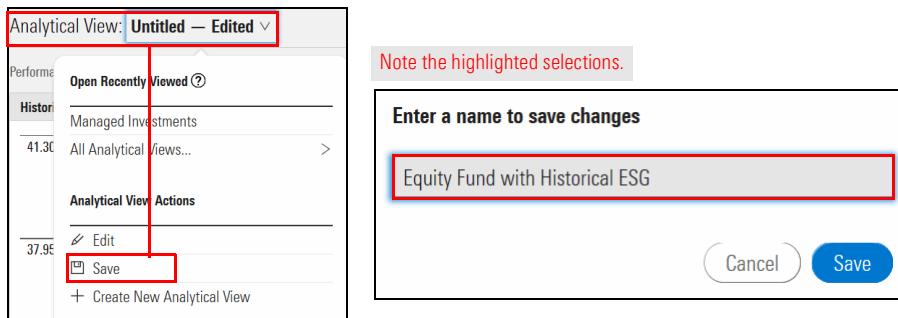 Analytical View: Untitled — Edited
Performa
Open Recently Viewed ?
Histori
Managed Investments
41.30
All Analytical Views...
Analytical View Actions
Edit
37.95
Save
+ Create New Analytical View
Note the highlighted selections.
Enter a name to save changes
Equity Fund with Historical ESG
Cancel Save